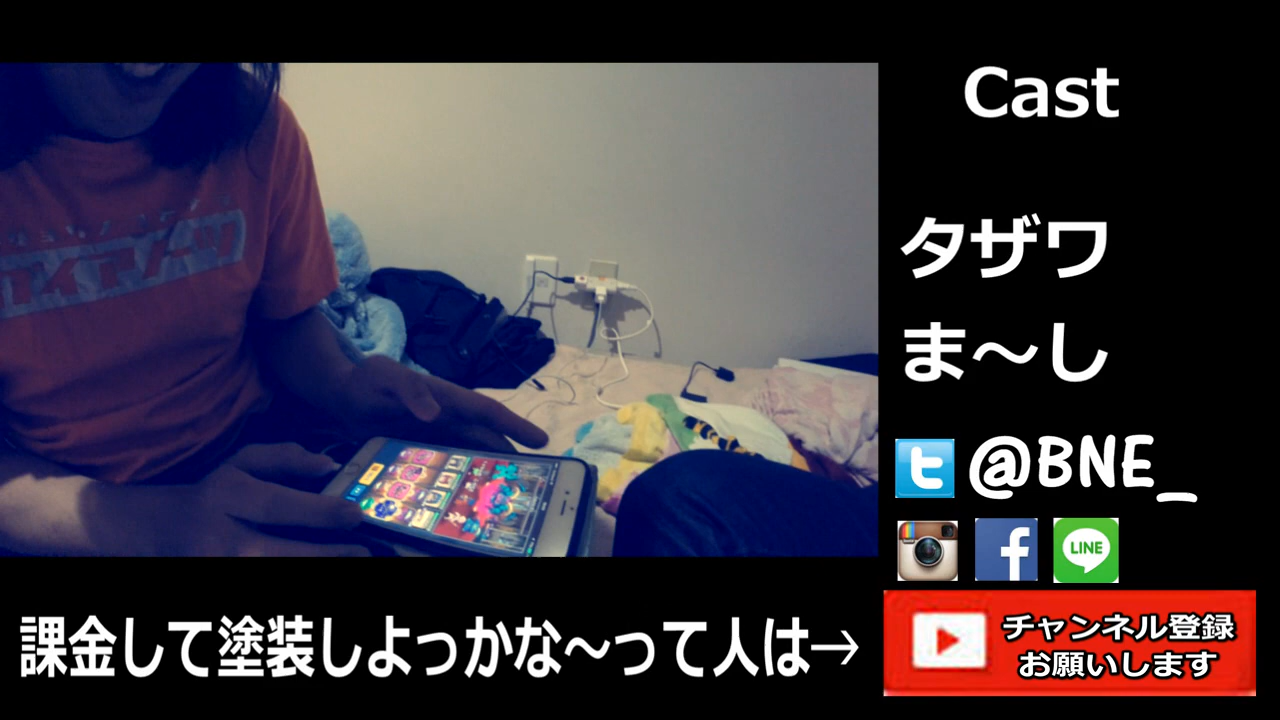 Cast
タザワ
ま～し
@BNE_
LINE
チャンネル登録
お願いします
課金して塗装しよっかな～って人は→